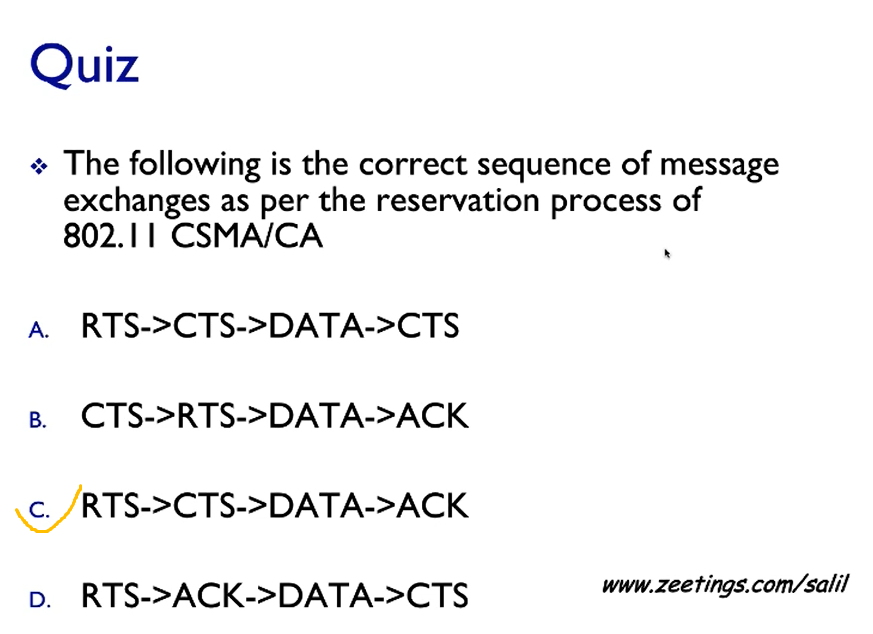 Quiz
The following is the correct sequence of message
exchanges as per the reservation process of
802.11 CSMA/CA
A. RTS->CTS->DATA->CTS
B. CTS->RTS->DATA->ACK
C. RTS->CTS->DATA->ACK
D. RTS->ACK->DATA->CTS
www.zeetings.com/salil